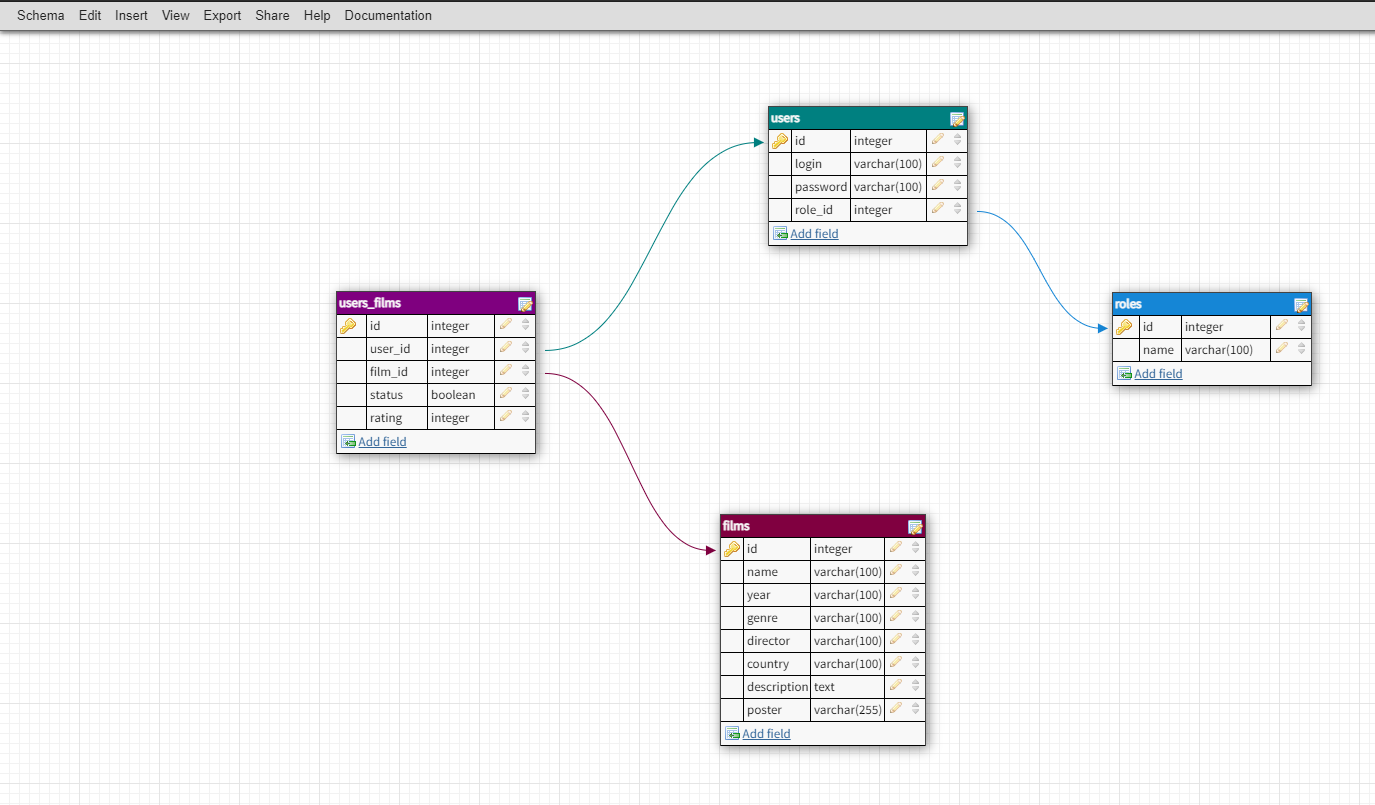 Schema Edit Insert View Export Share Help Documentation
users
id integer
login varchar(100)
password varchar(100)
role_id integer
Add field
users_films
id integer
user_id integer
film_id integer
status boolean
rating integer
Add field
roles
id integer
name varchar(100)
Add field
films
id integer
name varchar(100)
year varchar(100)
genre varchar(100)
director varchar(100)
country varchar(100)
description text
poster varchar(255)
Add field